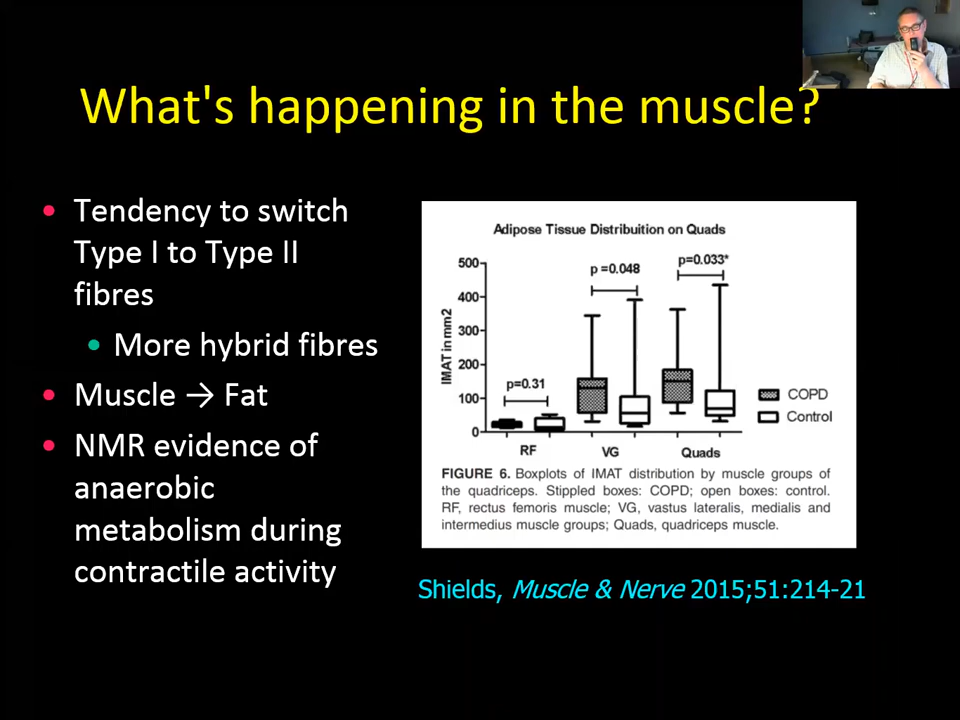 What's happening in the muscle?
• Tendency to switch
Type I to Type II
fibres
• More hybrid fibres
• Muscle → Fat
• NMR evidence of
anaerobic
metabolism during
contractile activity
Adipose Tissue Distribuition on Quads
IMAT in mm2
500
400
300
200
100
0
p=0.31
p =0.048
p=0.033*
RF
VG
Quads
COPD
Control
FIGURE 6. Boxplots of IMAT distribution by muscle groups of
the quadriceps. Stippled boxes: COPD; open boxes: control.
RF, rectus femoris muscle; VG, vastus lateralis, medialis and
intermedius muscle groups; Quads, quadriceps muscle.
Shields, Muscle & Nerve 2015;51:214-21